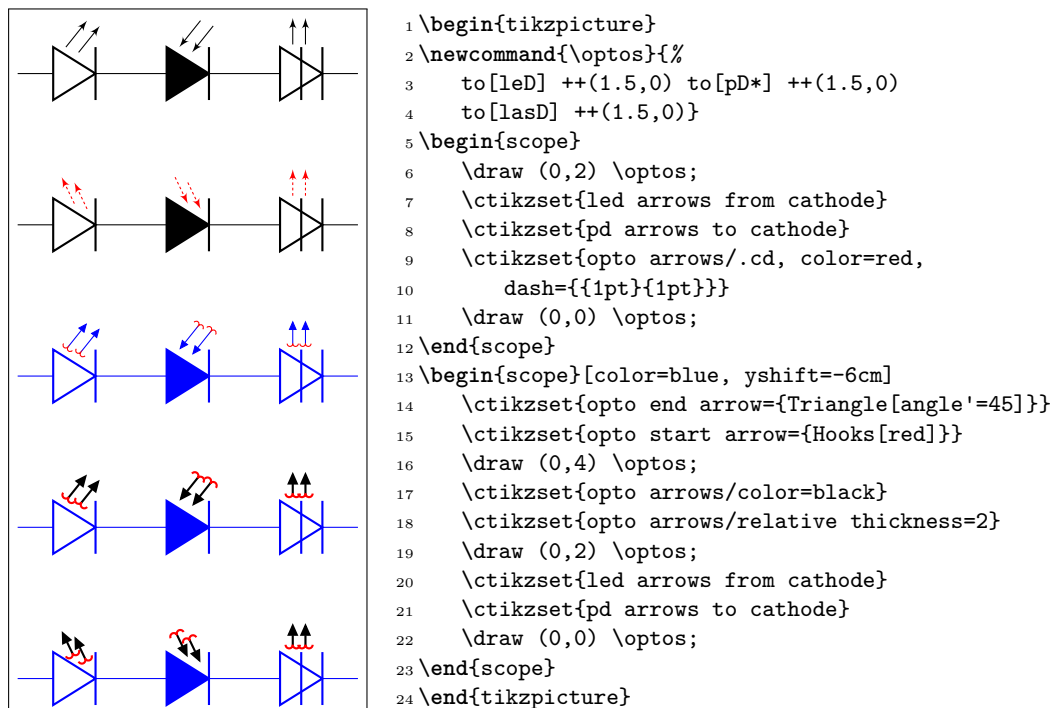 1 \begin{tikzpicture}
2 \newcommand{\optos}{%
3     to[leD] ++(1.5,0) to[pD*] ++(1.5,0)
4     to[lasD] ++(1.5,0)}
5 \begin{scope}
6     \draw (0,2) \optos;
7     \ctikzset{led arrows from cathode}
8     \ctikzset{pd arrows to cathode}
9     \ctikzset{opto arrows/.cd, color=red,
10        dash={{1pt}{1pt}}}
11    \draw (0,0) \optos;
12 \end{scope}
13 \begin{scope}[color=blue, yshift=-6cm]
14    \ctikzset{opto end arrow={Triangle[angle'=45]}}
15    \ctikzset{opto start arrow={Hooks[red]}}
16    \draw (0,4) \optos;
17    \ctikzset{opto arrows/color=black}
18    \ctikzset{opto arrows/relative thickness=2}
19    \draw (0,2) \optos;
20    \ctikzset{led arrows from cathode}
21    \ctikzset{pd arrows to cathode}
22    \draw (0,0) \optos;
23 \end{scope}
24 \end{tikzpicture}